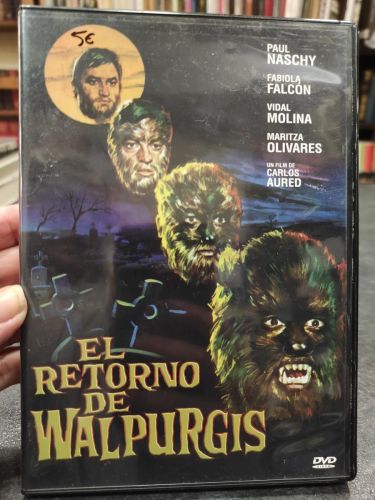 5€
PAUL
NASCHY
FABIOLA
FALCÓN
VIDAL
MOLINA
MARITZA
OLIVARES
UN FILM DE
CARLOS
AURED
EL
RETORNO
DE
WALPURGIS
DVD